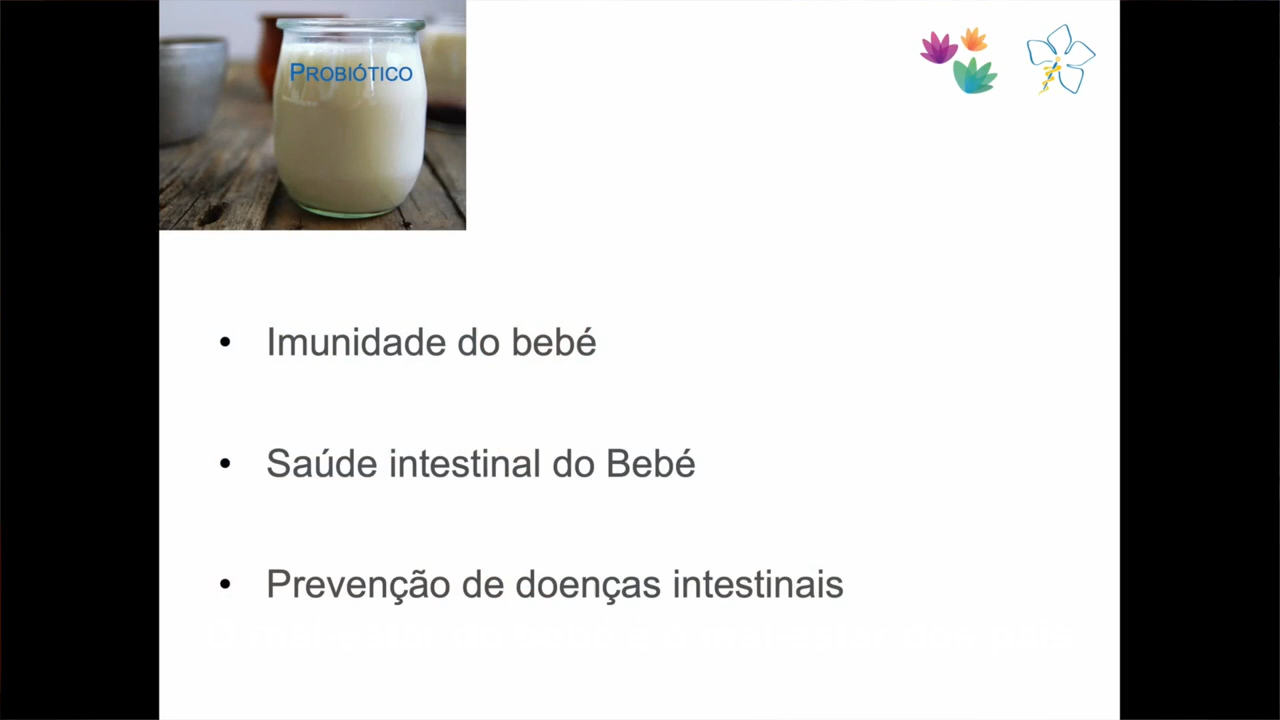 PROBIÓTICO
• Imunidade do bebé
• Saúde intestinal do Bebé
• Prevenção de doenças intestinais